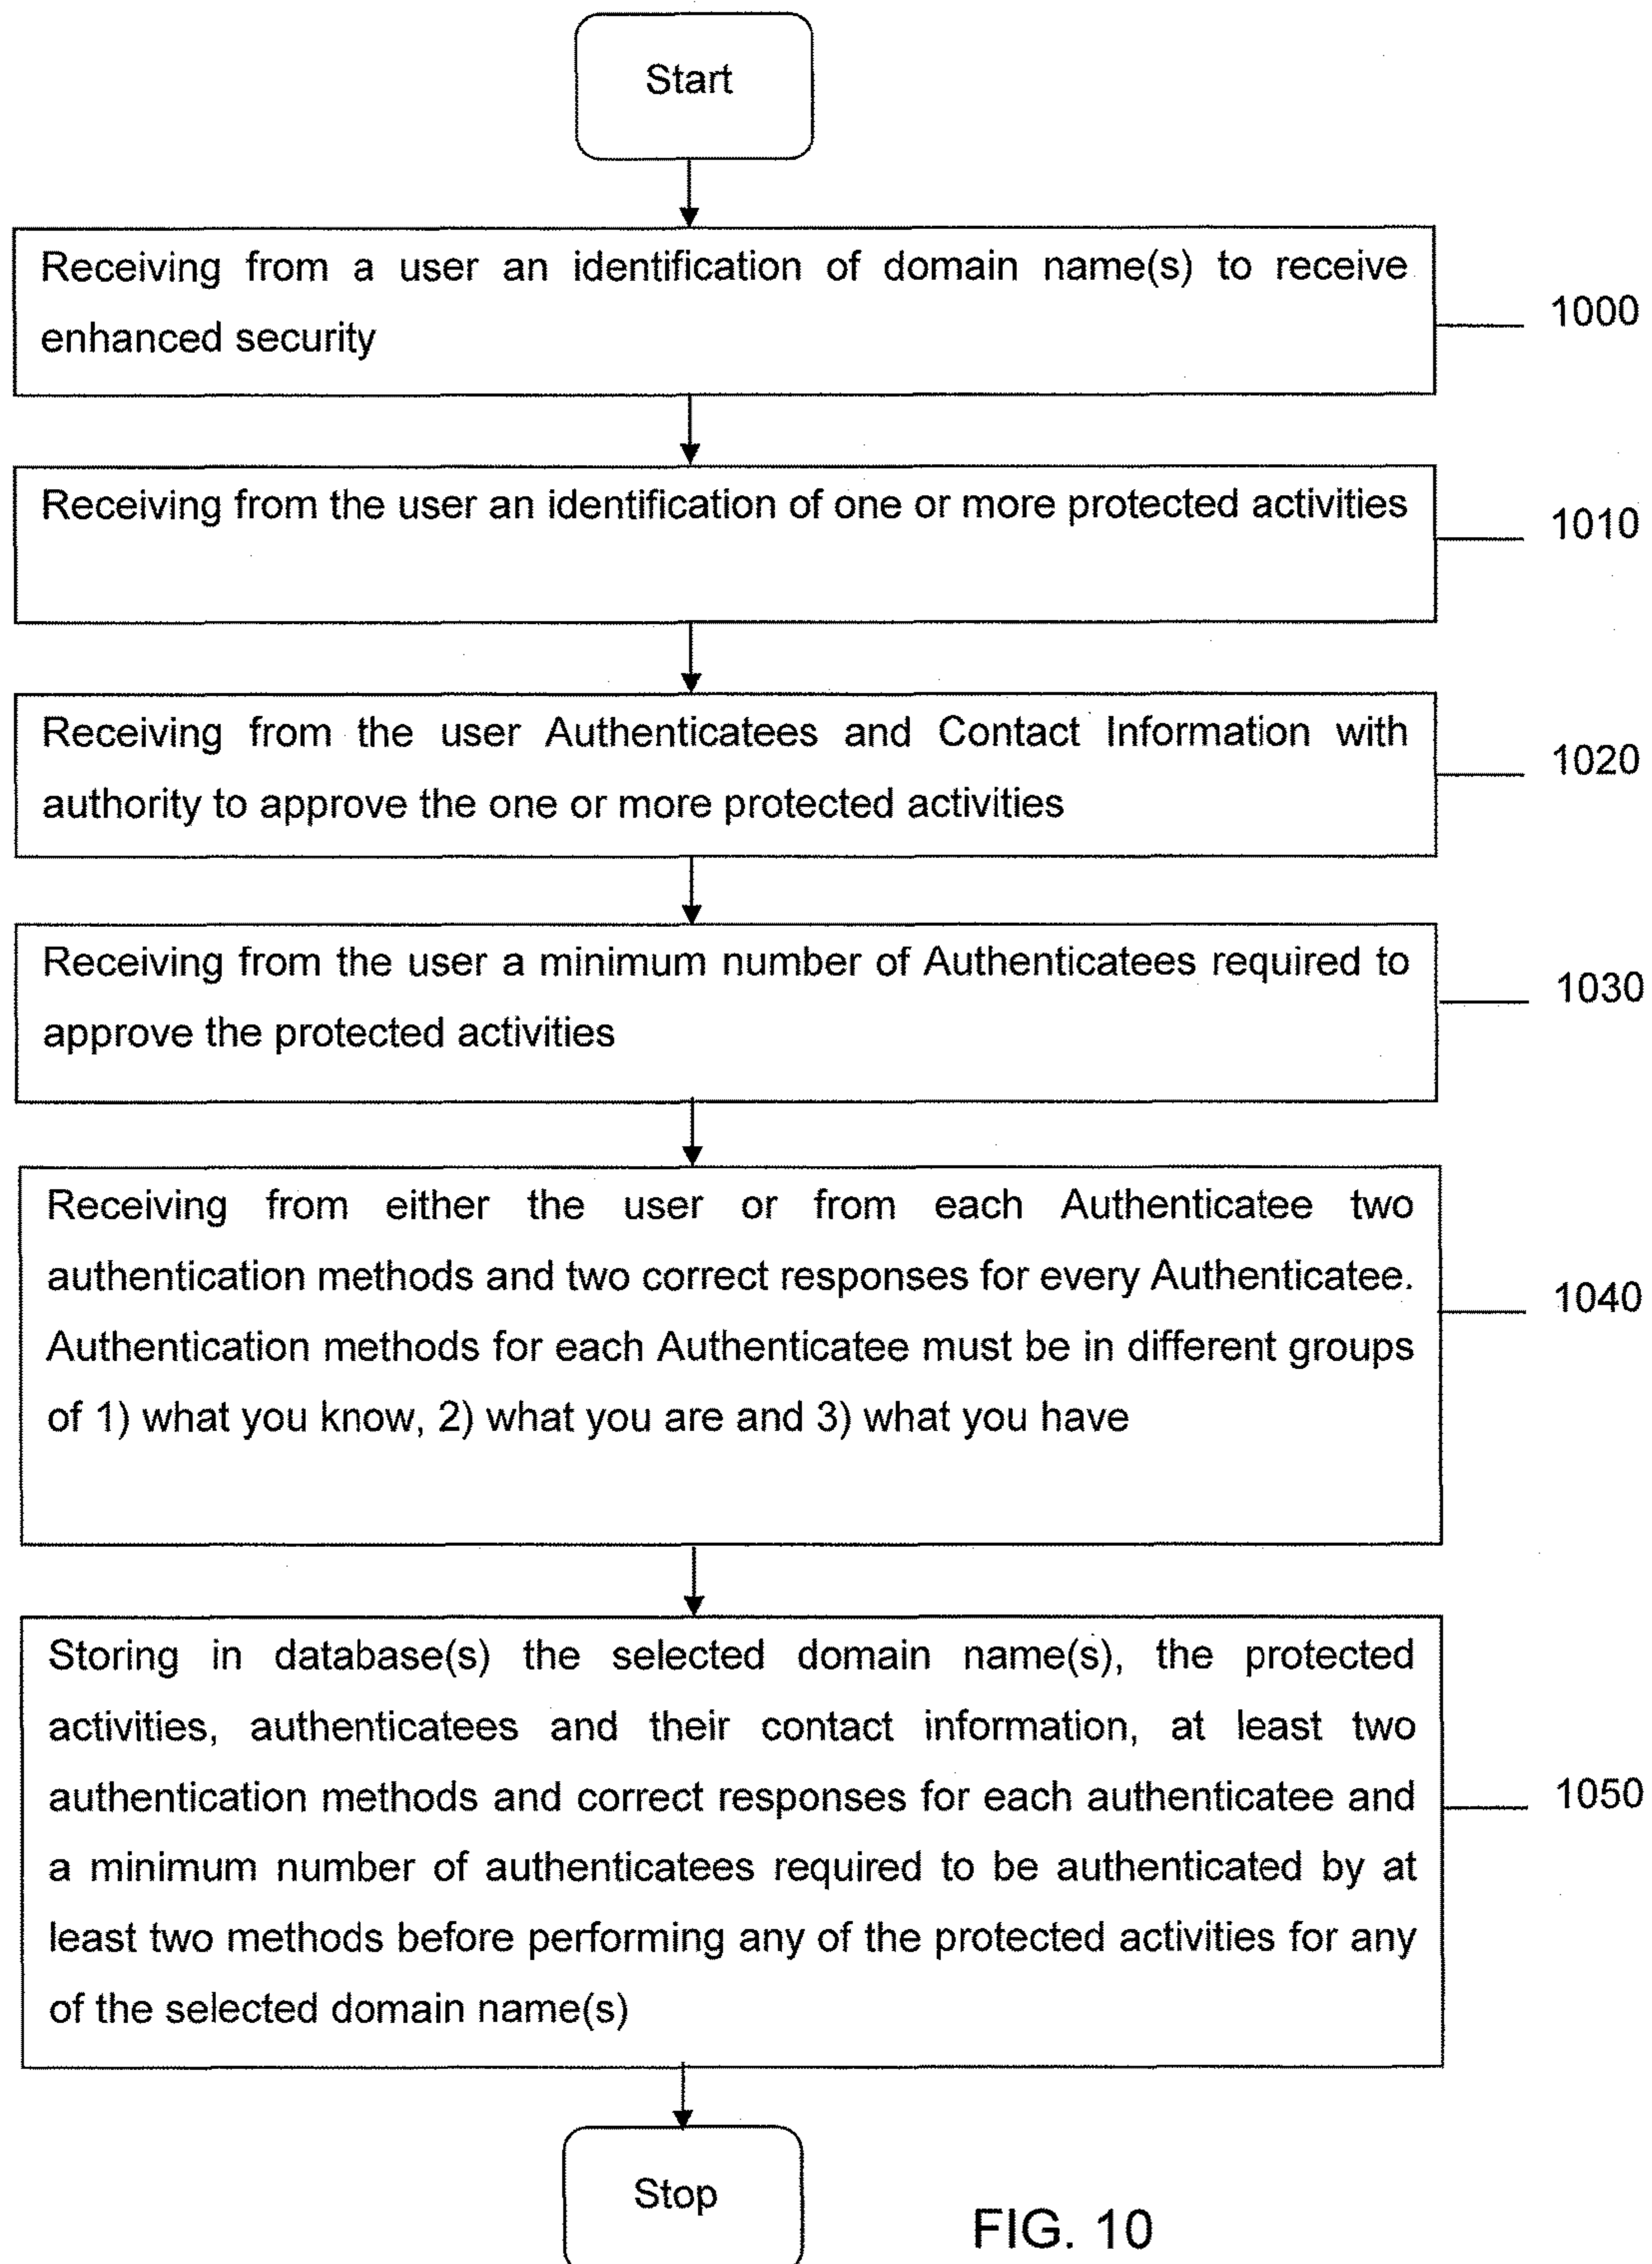 Start
Receiving from a user an identification of domain name(s) to receive
enhanced security
1000
Receiving from the user an identification of one or more protected activities
1010
Receiving from the user Authenticatees and Contact Information with
authority to approve the one or more protected activities
1020
Receiving from the user a minimum number of Authenticatees required to
approve the protected activities
1030
Receiving from either the user or from each Authenticatee two
authentication methods and two correct responses for every Authenticatee.
Authentication methods for each Authenticatee must be in different groups
of 1) what you know, 2) what you are and 3) what you have
1040
Storing in database(s) the selected domain name(s), the protected
activities, authenticatees and their contact information, at least two
authentication methods and correct responses for each authenticatee and
a minimum number of authenticatees required to be authenticated by at
least two methods before performing any of the protected activities for any
of the selected domain name(s)
1050
Stop
FIG. 10